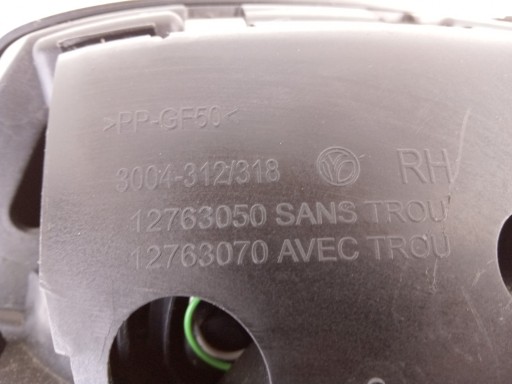 >PP-GF50<
3004-312/318 RH
12763050 SANS TROU
12763070 AVEC TROU